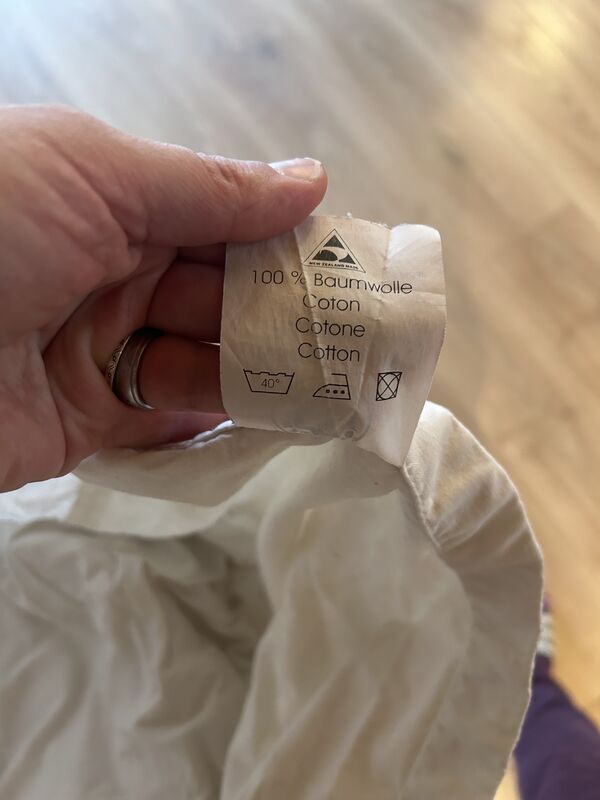 NEW ZEALAND MADE
100 % Baumwolle
Coton
Cotone
Cotton
40°